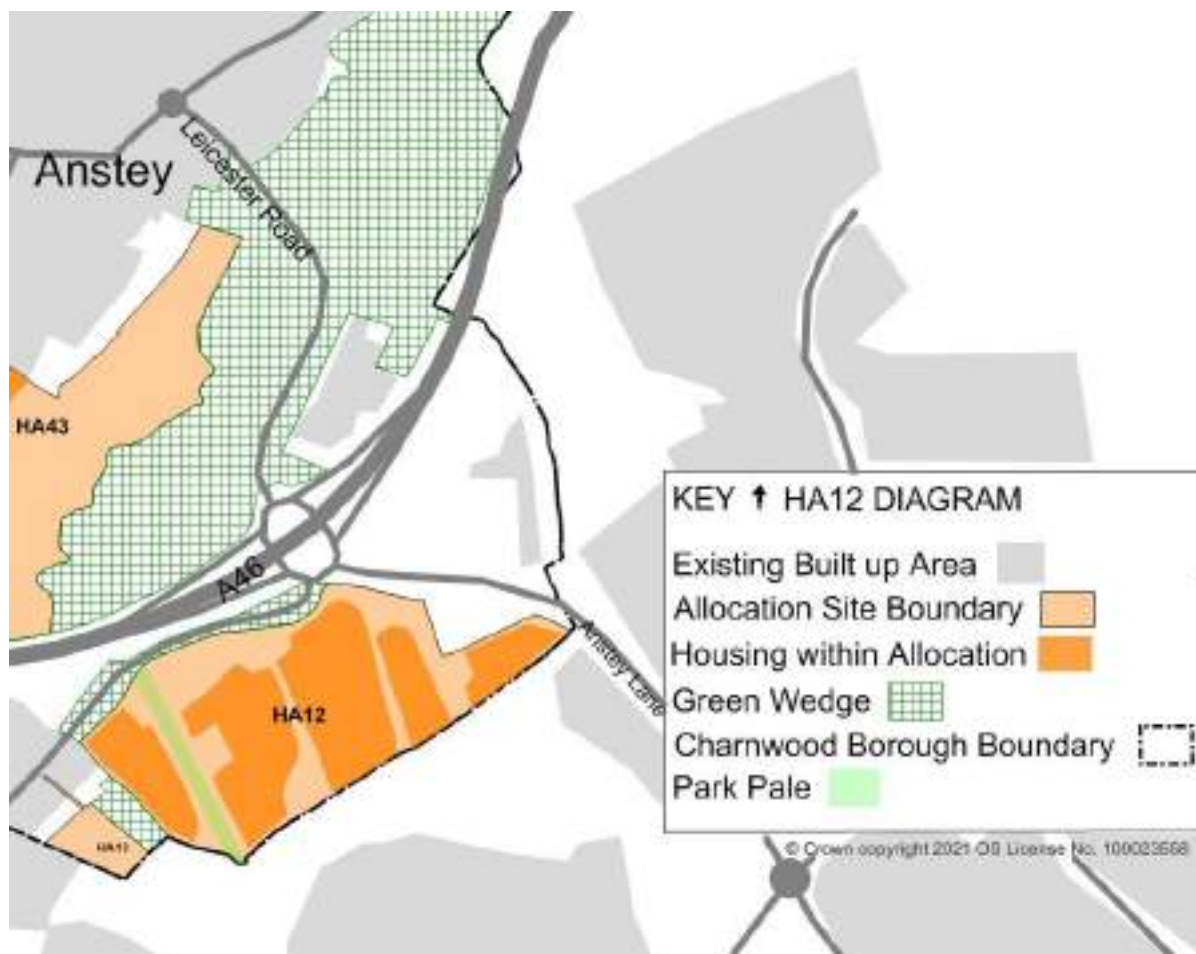 Anstey
Leicester Road
HA43
A46
HA12
Anstey Lane
KEY ↑ HA12 DIAGRAM
Existing Built up Area
Allocation Site Boundary
Housing within Allocation
Green Wedge
Charnwood Borough Boundary
Park Pale
© Crown copyright 2021 OS License No. 100023558